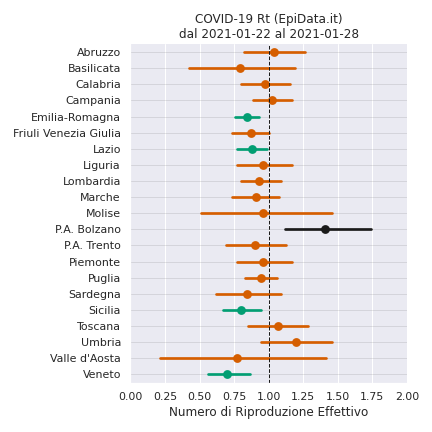 COVID-19 Rt (EpiData.it)
dal 2021-01-22 al 2021-01-28
Abruzzo
Basilicata
Calabria
Campania
Emilia-Romagna
Friuli Venezia Giulia
Lazio
Liguria
Lombardia
Marche
Molise
P.A. Bolzano
P.A. Trento
Piemonte
Puglia
Sardegna
Sicilia
Toscana
Umbria
Valle d'Aosta
Veneto
0.00 0.25 0.50 0.75 1.00 1.25 1.50 1.75 2.00
Numero di Riproduzione Effettivo